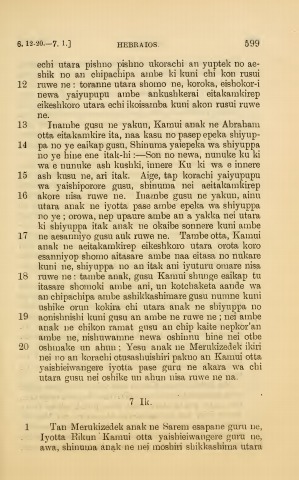 6. 12-20.—7. 1.] HEBRAIOS. 599
echi utara pishno pishno ukorachi an yuptek no ae-
shik no an chipachipa ambe ki kuni chi kon rusui
12 ruwe ne: toranne utara shomo ne, koroka, eishokor-i
newa yaiyupupu ambe ankushkerai eitakamkirep
eikeshkoro utara echi ikoisamba kuni akon rusui ruwe
ne.
13 Inambe gusu ne yakun, Kamui anak ne Abraham
otta eitakamkire ita, naa kasu no pasep epeka shiyup-
14 pa no ye eaikap gusu, Shinuma yaiepeka wa shiyuppa
no ye hine ene itak-hi:—Son no newa, nunuke ku ki
wa e nunuke ash kushki, innere Ku ki wa e innere
15 ash kusu ne, ari itak. Aige, tap korachi yaiyupupu
wa yaishiporore gusu, shinuma nei aeitakamkirep
16 akore nisa ruwe ne. Inambe gusu ne yakun, ainu
utara anak ne iyotta pase ambe epeka wa shiyuppa
no ye; orowa, nep upaure ambe an a yakka nei utara
ki shiyuppa itak anak ne okaibe sonnere kuni ambe
17 ne aesanniyo guu auk ruwe ne. Tambe otta, Kamui
anak ne aeitakamkirep eikeshkoro utara orota koro
esanniyop shomo aitasare ambe naa eitasa no nukare
kuni ne, shiyuppa no an itak ani iyuturu omare nisa
18 ruwe ne: tambe anak, gusu Kamui shunge eaikap tu
itasare shomoki ambe ani, un kotchaketa aande wa
an chipachipa ambe ashikkashimare gusu numne kuni
ushike orun kokira chi utara anak ne shiyuppa no
19 aonishnishi kuni gusu an ambe ne ruwe ne; nei ambe
anak ne chikon ramat gusu an chip kaite nepkor'an
ambe ne, nishuwamne newa oshinnu hine nei otbe
20 oshmake un ahun; Yesu anak ne Merukizedek ikiri
nei no an korachi otusashuishiri pakno an Kamui otta
yaishieiwangere iyotta pase guru ne akara wa chi
utara gusu nei oshike un ahun nisa ruwe ne na.
7 Ik.
1 Tan Merukizedek anak ne Sarem esapane guru ne,
Iyotta Rikun Kamui otta yaishieiwangere guru ne,
awa, shinuma anak ne nei moshiri shikkashima utara